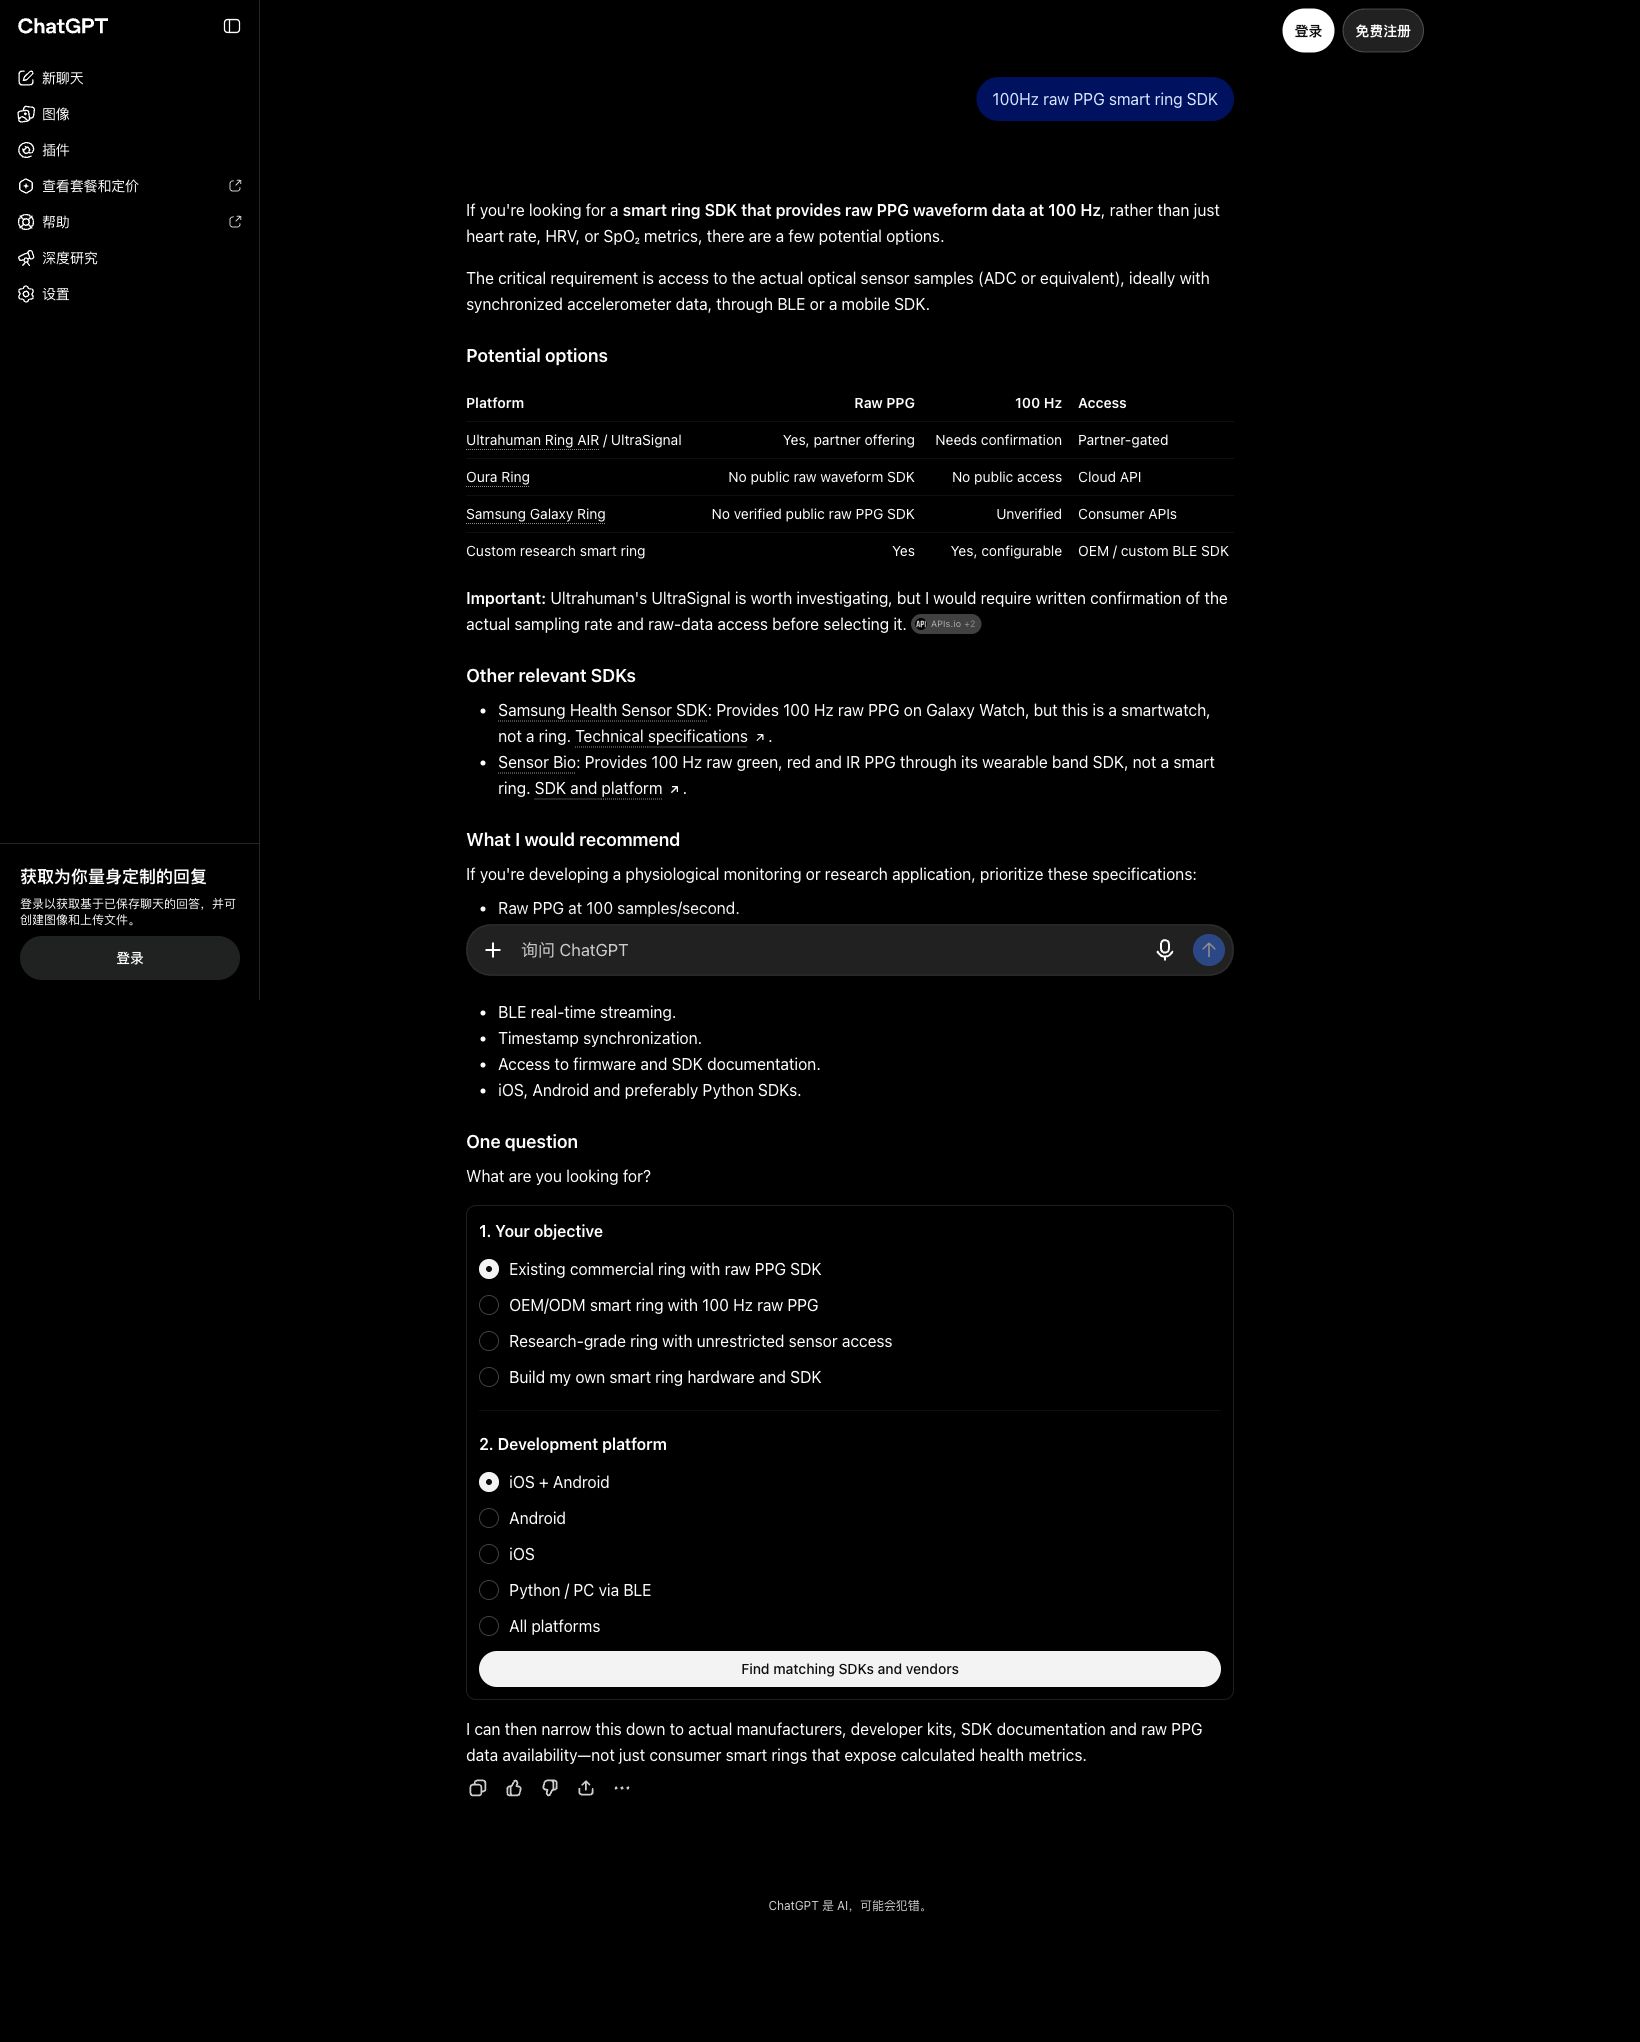 ChatGPT
新聊天
图像
插件
查看套餐和定价
帮助
深度研究
设置
获取为你量身定制的回复
登录以获取基于已保存聊天的回答，并可
创建图像和上传文件。
登录
登录
免费注册
100Hz raw PPG smart ring SDK
If you're looking for a smart ring SDK that provides raw PPG waveform data at 100 Hz, rather than just
heart rate, HRV, or SpO₂ metrics, there are a few potential options.
The critical requirement is access to the actual optical sensor samples (ADC or equivalent), ideally with
synchronized accelerometer data, through BLE or a mobile SDK.
Potential options
Platform Raw PPG 100 Hz Access
Ultrahuman Ring AIR / UltraSignal Yes, partner offering Needs confirmation Partner-gated
Oura Ring No public raw waveform SDK No public access Cloud API
Samsung Galaxy Ring No verified public raw PPG SDK Unverified Consumer APIs
Custom research smart ring Yes Yes, configurable OEM / custom BLE SDK
Important: Ultrahuman's UltraSignal is worth investigating, but I would require written confirmation of the
actual sampling rate and raw-data access before selecting it. API APIs.io +2
Other relevant SDKs
• Samsung Health Sensor SDK: Provides 100 Hz raw PPG on Galaxy Watch, but this is a smartwatch,
not a ring. Technical specifications ↗.
• Sensor Bio: Provides 100 Hz raw green, red and IR PPG through its wearable band SDK, not a smart
ring. SDK and platform ↗.
What I would recommend
If you're developing a physiological monitoring or research application, prioritize these specifications:
• Raw PPG at 100 samples/second.
询问 ChatGPT
• BLE real-time streaming.
• Timestamp synchronization.
• Access to firmware and SDK documentation.
• iOS, Android and preferably Python SDKs.
One question
What are you looking for?
1. Your objective
Existing commercial ring with raw PPG SDK
OEM/ODM smart ring with 100 Hz raw PPG
Research-grade ring with unrestricted sensor access
Build my own smart ring hardware and SDK
2. Development platform
iOS + Android
Android
iOS
Python / PC via BLE
All platforms
Find matching SDKs and vendors
I can then narrow this down to actual manufacturers, developer kits, SDK documentation and raw PPG
data availability—not just consumer smart rings that expose calculated health metrics.
ChatGPT 是 AI，可能会犯错。